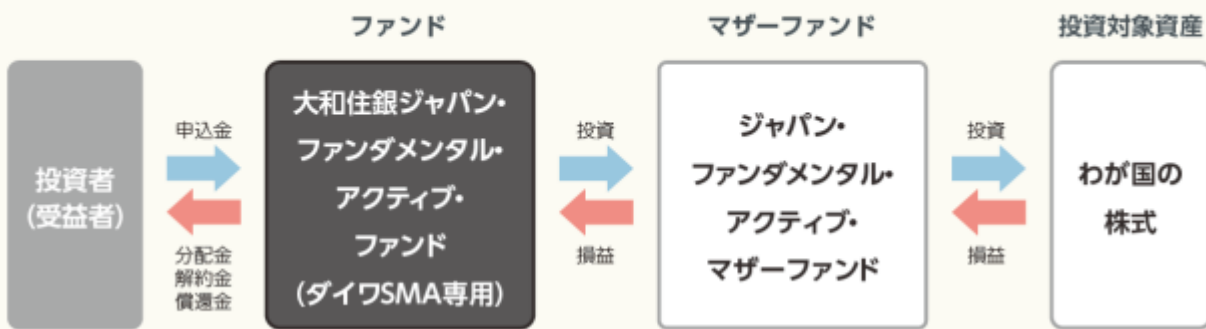 ファンド
マザーファンド
投資対象資産
投資者
(受益者)
申込金
分配金
解約金
償還金
大和住銀ジャパン・
ファンダメンタル・
アクティブ・
ファンド
(ダイワSMA専用)
投資
損益
ジャパン・
ファンダメンタル・
アクティブ・
マザーファンド
投資
損益
わが国の
株式